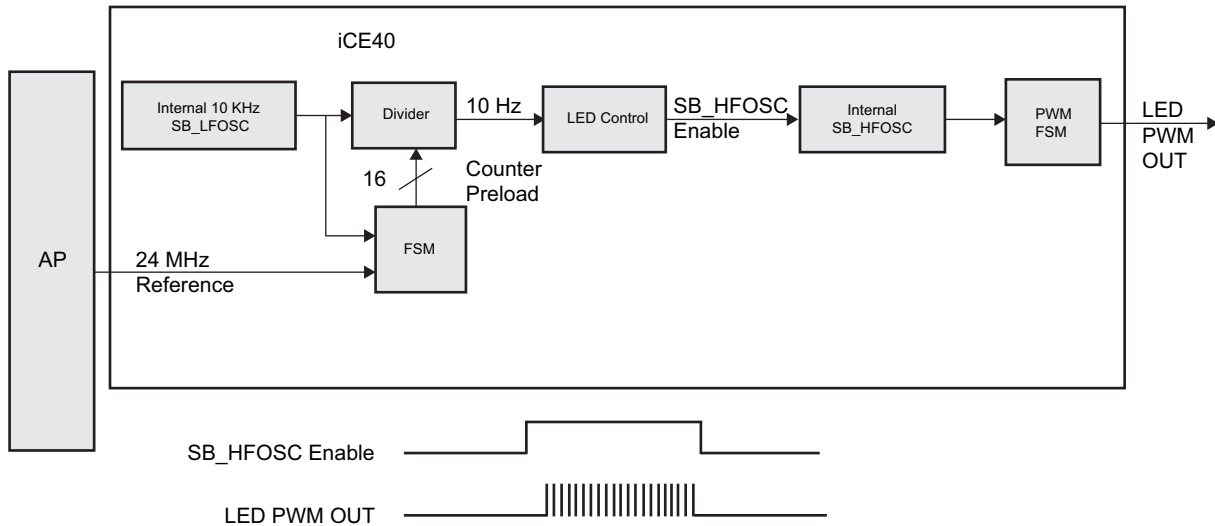 iCE40
Internal 10 KHz
SB_LFOSC
Divider
10 Hz
LED Control
SB_HFOSC
Enable
Internal
SB_HFOSC
PWM
FSM
LED
PWM
OUT
16
Counter
Preload
FSM
AP
24 MHz
Reference
SB_HFOSC Enable
LED PWM OUT